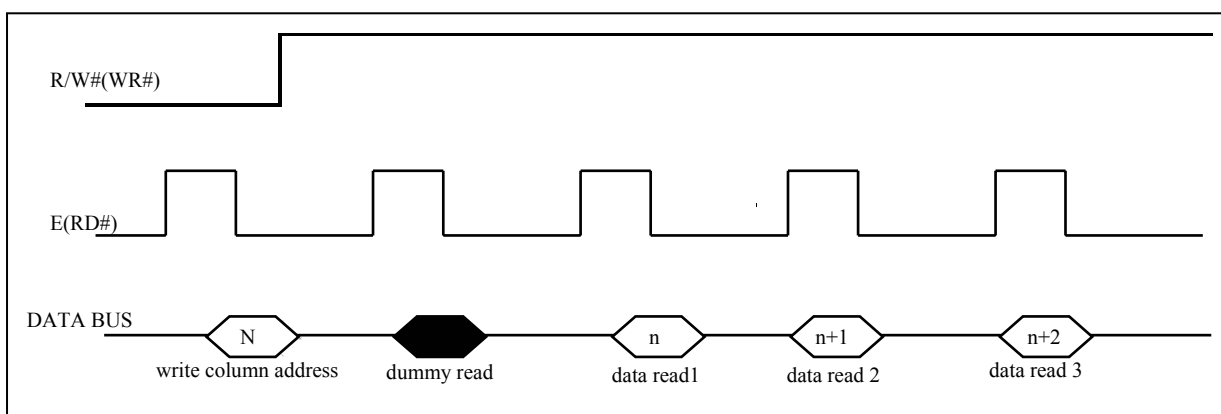 R/W#(WR#)
E(RD#)
DATA BUS
N
n
n+1
n+2
write column address
dummy read
data read1
data read 2
data read 3